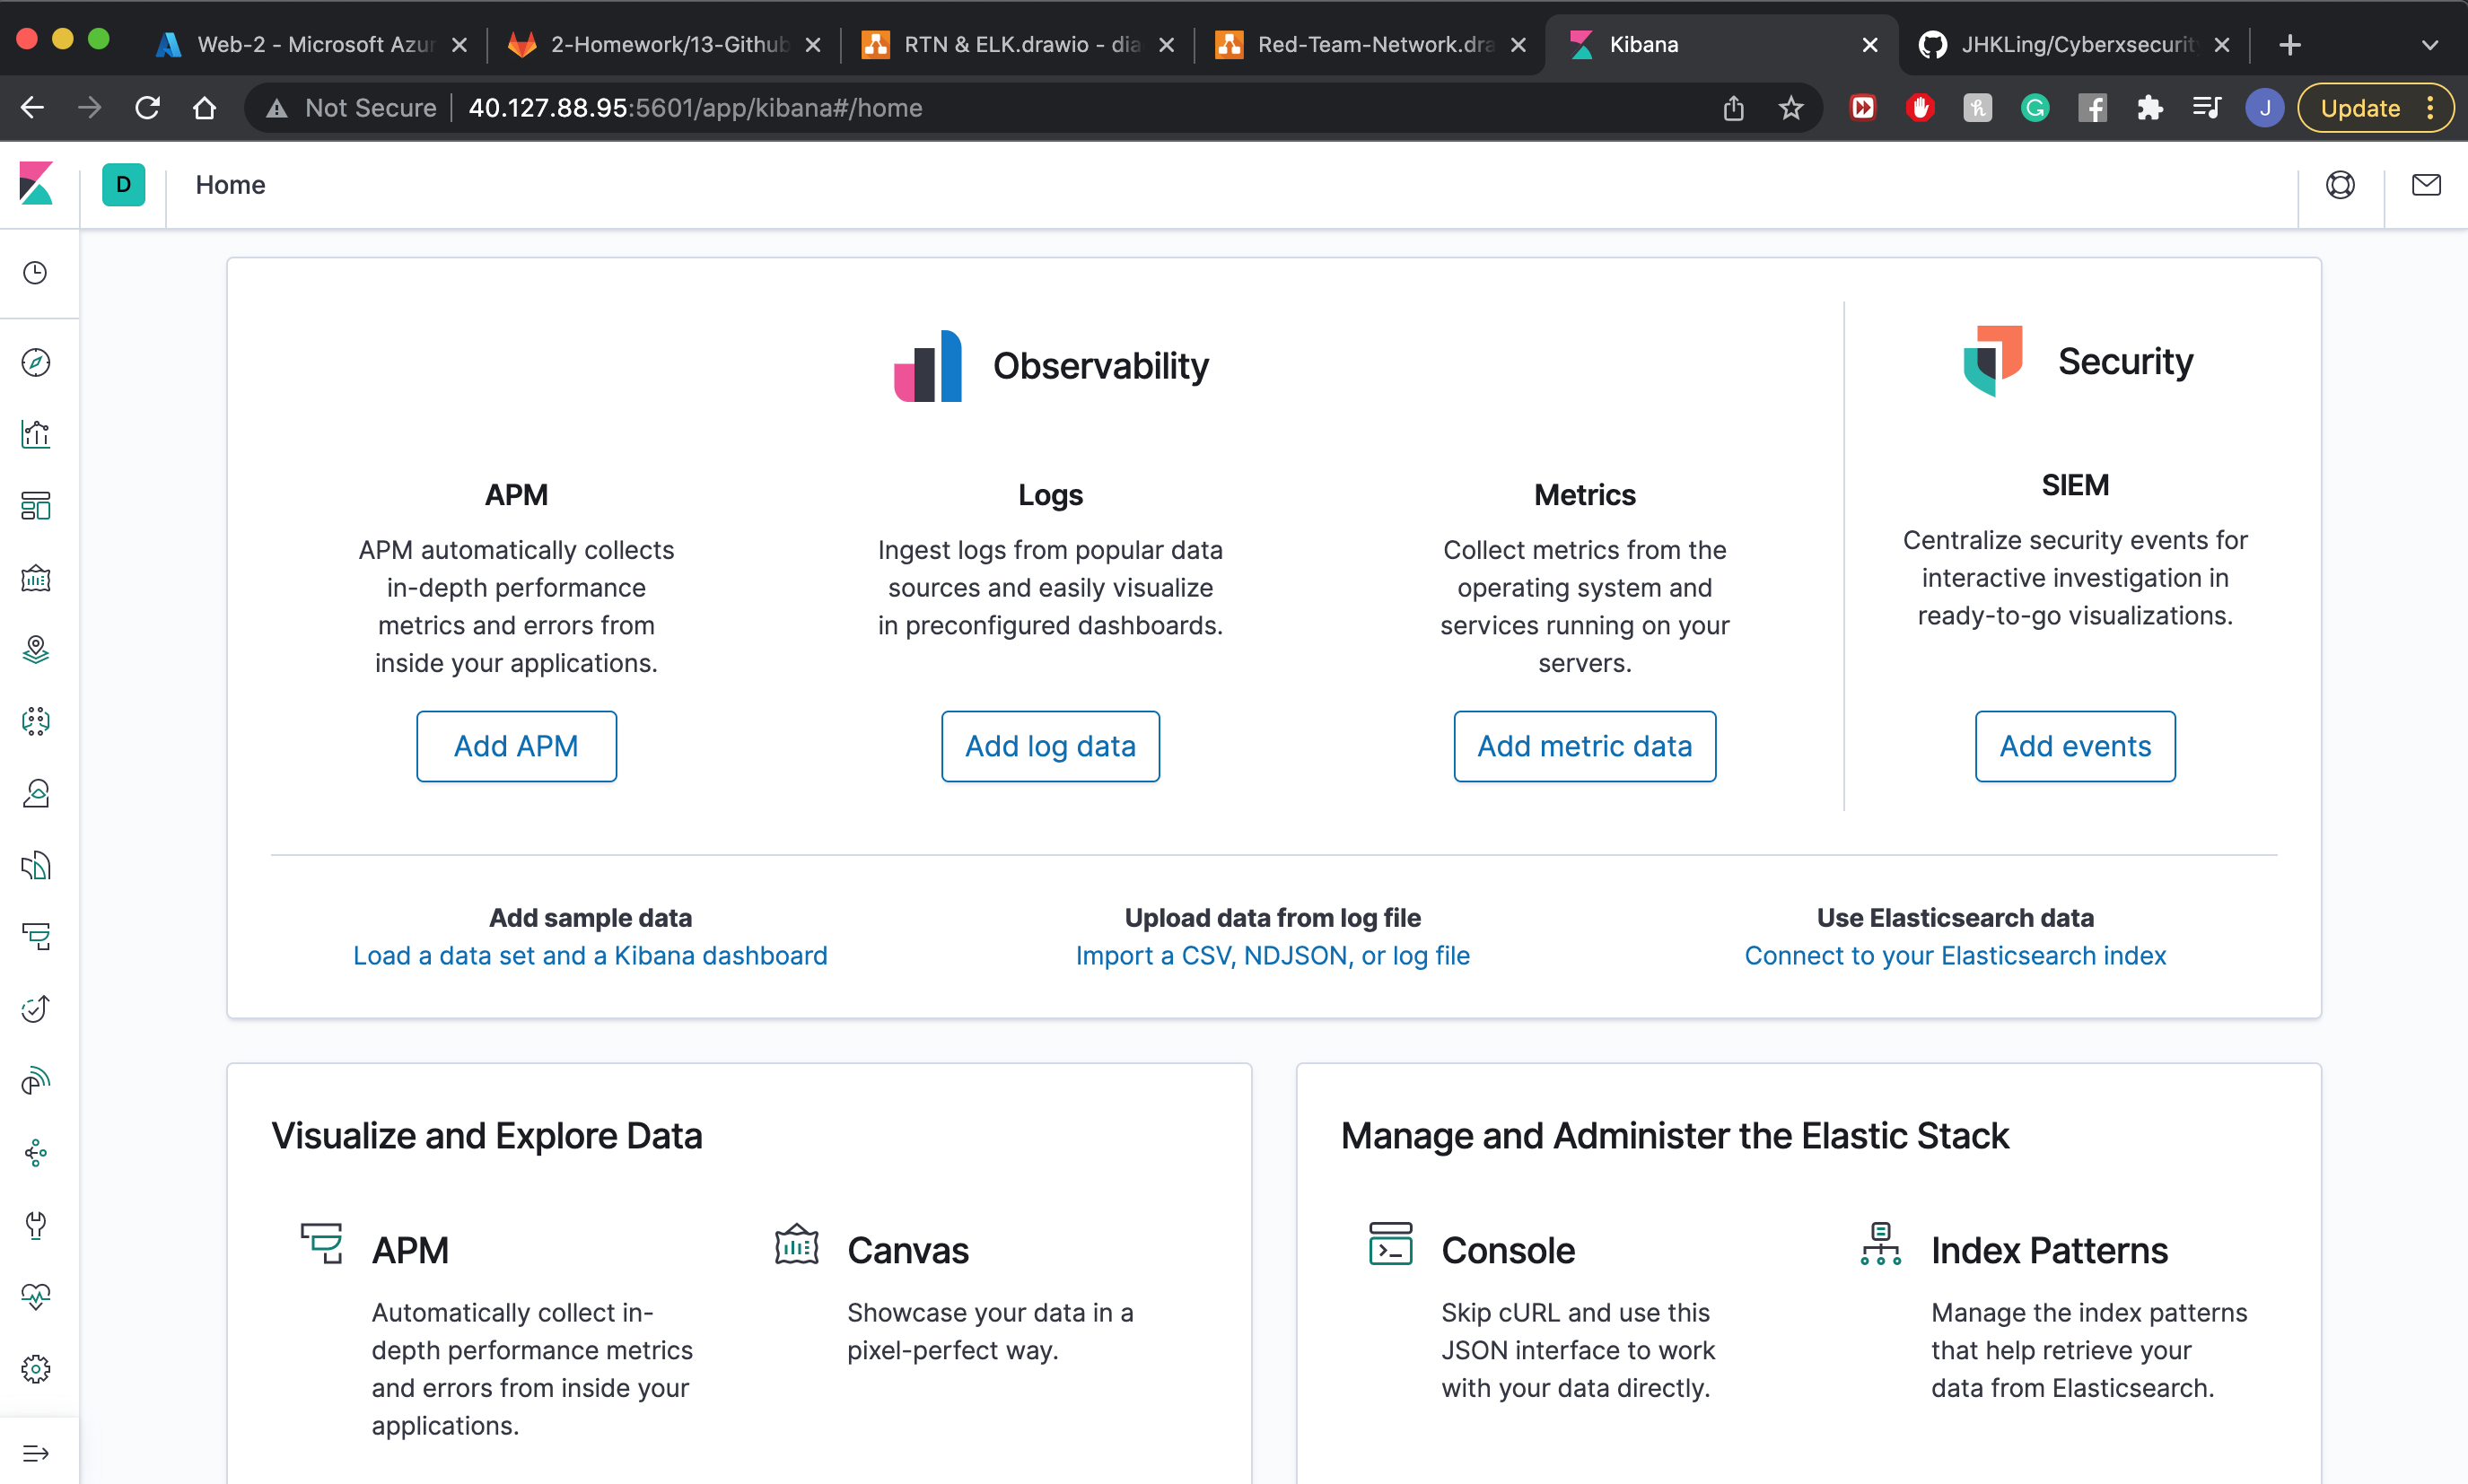 Web-2 - Microsoft Azur
2-Homework/13-Github
RTN & ELK.drawio - dia
Red-Team-Network.dra
Kibana
JHKLing/Cyberxsecurit
Not Secure
40.127.88.95:5601/app/kibana#/home
J
Update
D
Home
Observability
Security
APM
APM automatically collects
in-depth performance
metrics and errors from
inside your applications.
Add APM
Logs
Ingest logs from popular data
sources and easily visualize
in preconfigured dashboards.
Add log data
Metrics
Collect metrics from the
operating system and
services running on your
servers.
Add metric data
SIEM
Centralize security events for
interactive investigation in
ready-to-go visualizations.
Add events
Add sample data
Load a data set and a Kibana dashboard
Upload data from log file
Import a CSV, NDJSON, or log file
Use Elasticsearch data
Connect to your Elasticsearch index
Visualize and Explore Data
APM
Automatically collect in-
depth performance metrics
and errors from inside your
applications.
Canvas
Showcase your data in a
pixel-perfect way.
Manage and Administer the Elastic Stack
Console
Skip cURL and use this
JSON interface to work
with your data directly.
Index Patterns
Manage the index patterns
that help retrieve your
data from Elasticsearch.